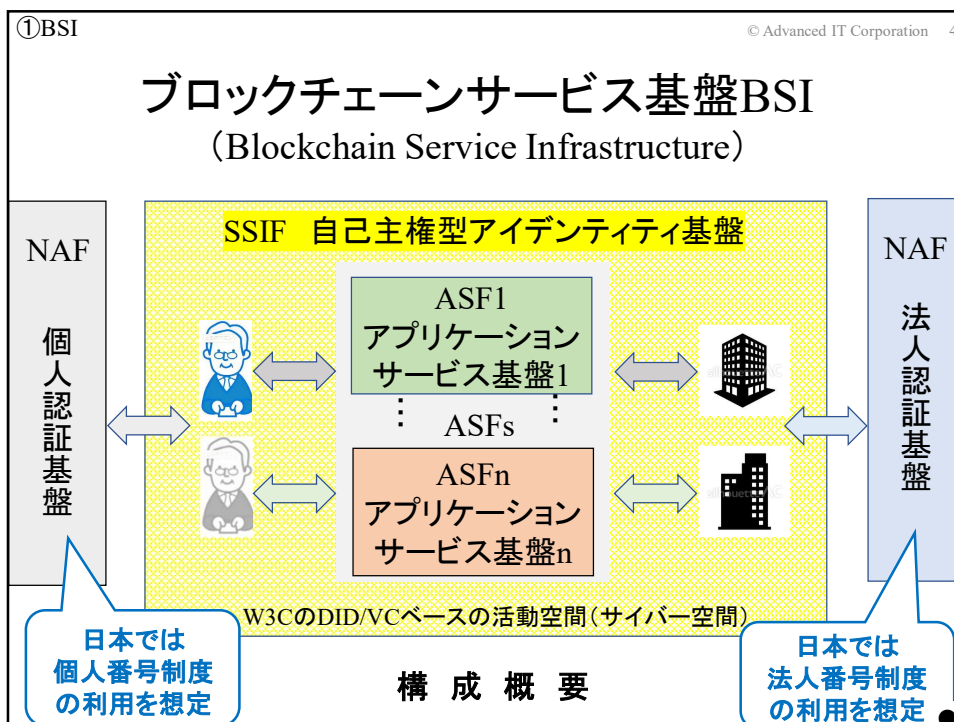 ①BSI
© Advanced IT Corporation 4
ブロックチェーンサービス基盤BSI
（Blockchain Service Infrastructure）
NAF
個人認証基盤
SSIF 自己主権型アイデンティティ基盤
ASF1
アプリケーション
サービス基盤1
⋮ ASFs ⋮
ASFn
アプリケーション
サービス基盤n
NAF
法人認証基盤
W3CのDID/VCベースの活動空間（サイバー空間）
日本では
個人番号制度
の利用を想定
構成概要
日本では
法人番号制度
の利用を想定